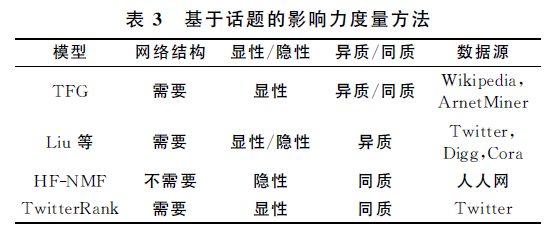 表 3 基于话题的影响力度量方法
模型 网络结构 显性/隐性 异质/同质 数据源
TFG 需要 显性 异质/同质 Wikipedia,
ArnetMiner
Liu 等 需要 显性/隐性 异质 Twitter,
Digg,Cora
HF-NMF 不需要 隐性 同质 人人网
TwitterRank 需要 显性 同质 Twitter